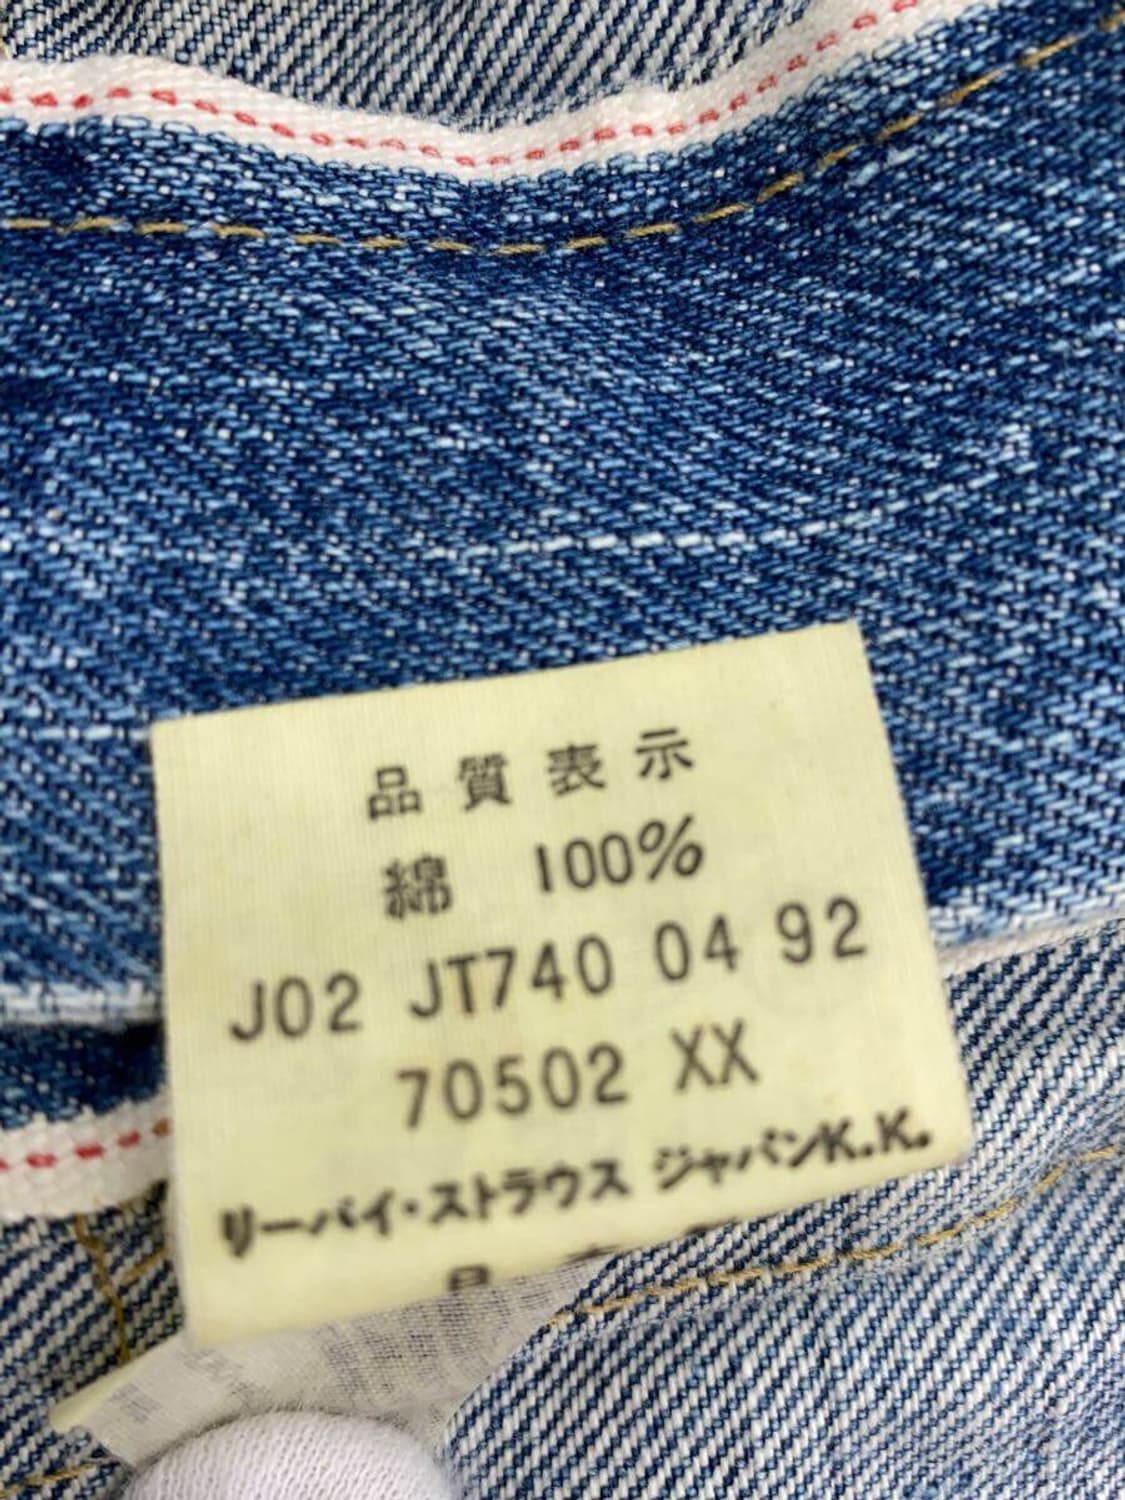 品質表示
綿 100%
J02 JT740 04 92
70502 XX
リーバイ・ストラウス ジャパンK.K.